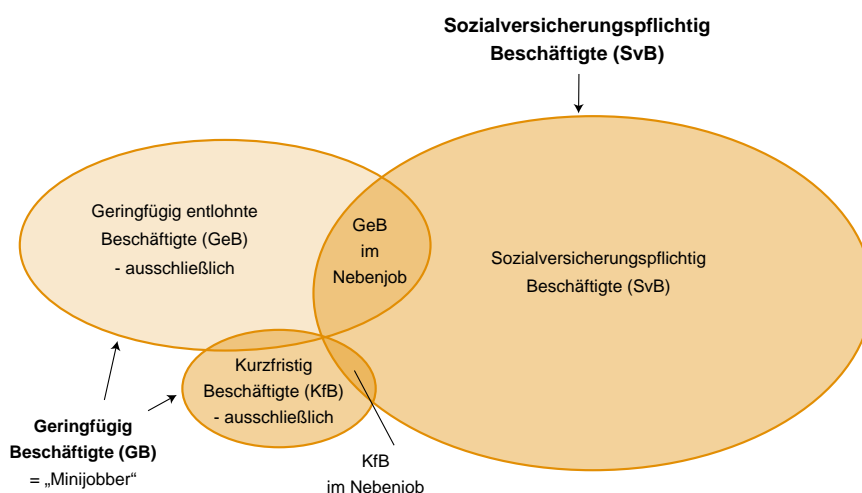 Sozialversicherungspflichtig
Beschäftigte (SvB)
Geringfügig entlohnte
Beschäftigte (GeB)
- ausschließlich
GeB
im
Nebenjob
Sozialversicherungspflichtig
Beschäftigte (SvB)
Kurzfristig
Beschäftigte (KfB)
- ausschließlich
Geringfügig
Beschäftigte (GB)
= „Minijobber“
KfB
im Nebenjob